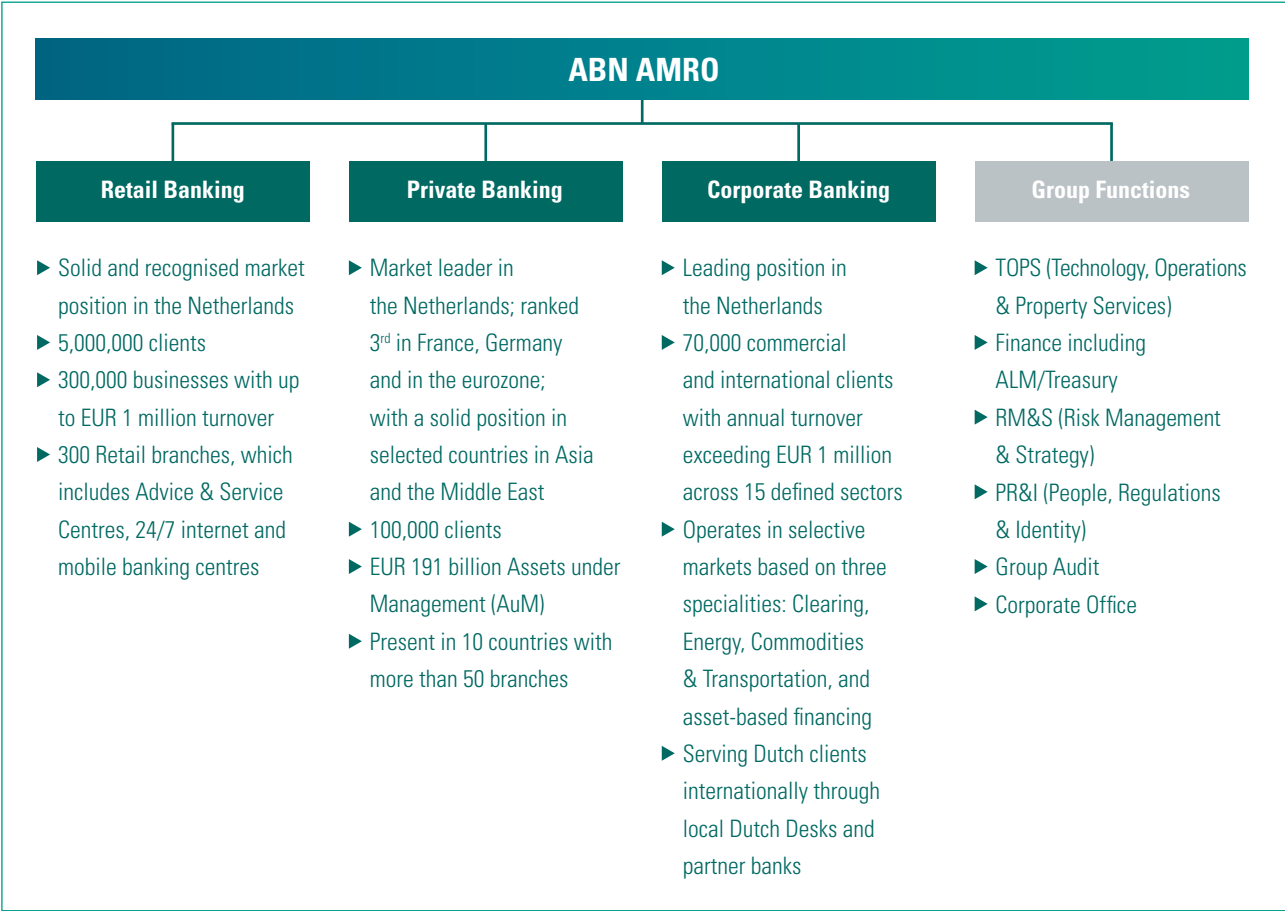 ABN AMRO
Retail Banking
▶ Solid and recognised market
position in the Netherlands
▶ 5,000,000 clients
▶ 300,000 businesses with up
to EUR 1 million turnover
▶ 300 Retail branches, which
includes Advice & Service
Centres, 24/7 internet and
mobile banking centres
Private Banking
▶ Market leader in
the Netherlands; ranked
3rd in France, Germany
and in the eurozone;
with a solid position in
selected countries in Asia
and the Middle East
▶ 100,000 clients
▶ EUR 191 billion Assets under
Management (AuM)
▶ Present in 10 countries with
more than 50 branches
Corporate Banking
▶ Leading position in
the Netherlands
▶ 70,000 commercial
and international clients
with annual turnover
exceeding EUR 1 million
across 15 defined sectors
▶ Operates in selective
markets based on three
specialities: Clearing,
Energy, Commodities
& Transportation, and
asset-based financing
▶ Serving Dutch clients
internationally through
local Dutch Desks and
partner banks
Group Functions
▶ TOPS (Technology, Operations
& Property Services)
▶ Finance including
ALM/Treasury
▶ RM&S (Risk Management
& Strategy)
▶ PR&I (People, Regulations
& Identity)
▶ Group Audit
▶ Corporate Office